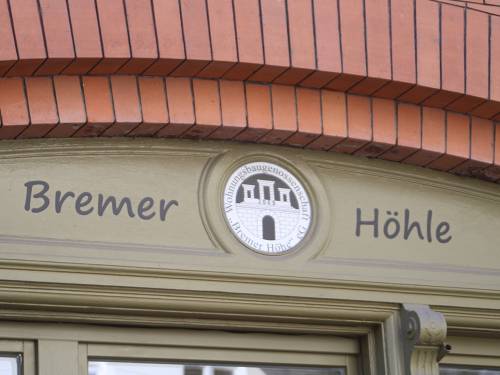 Bremer Höhle
Wohnungsbaugenossenschaft
"Bremer Höhe" eG